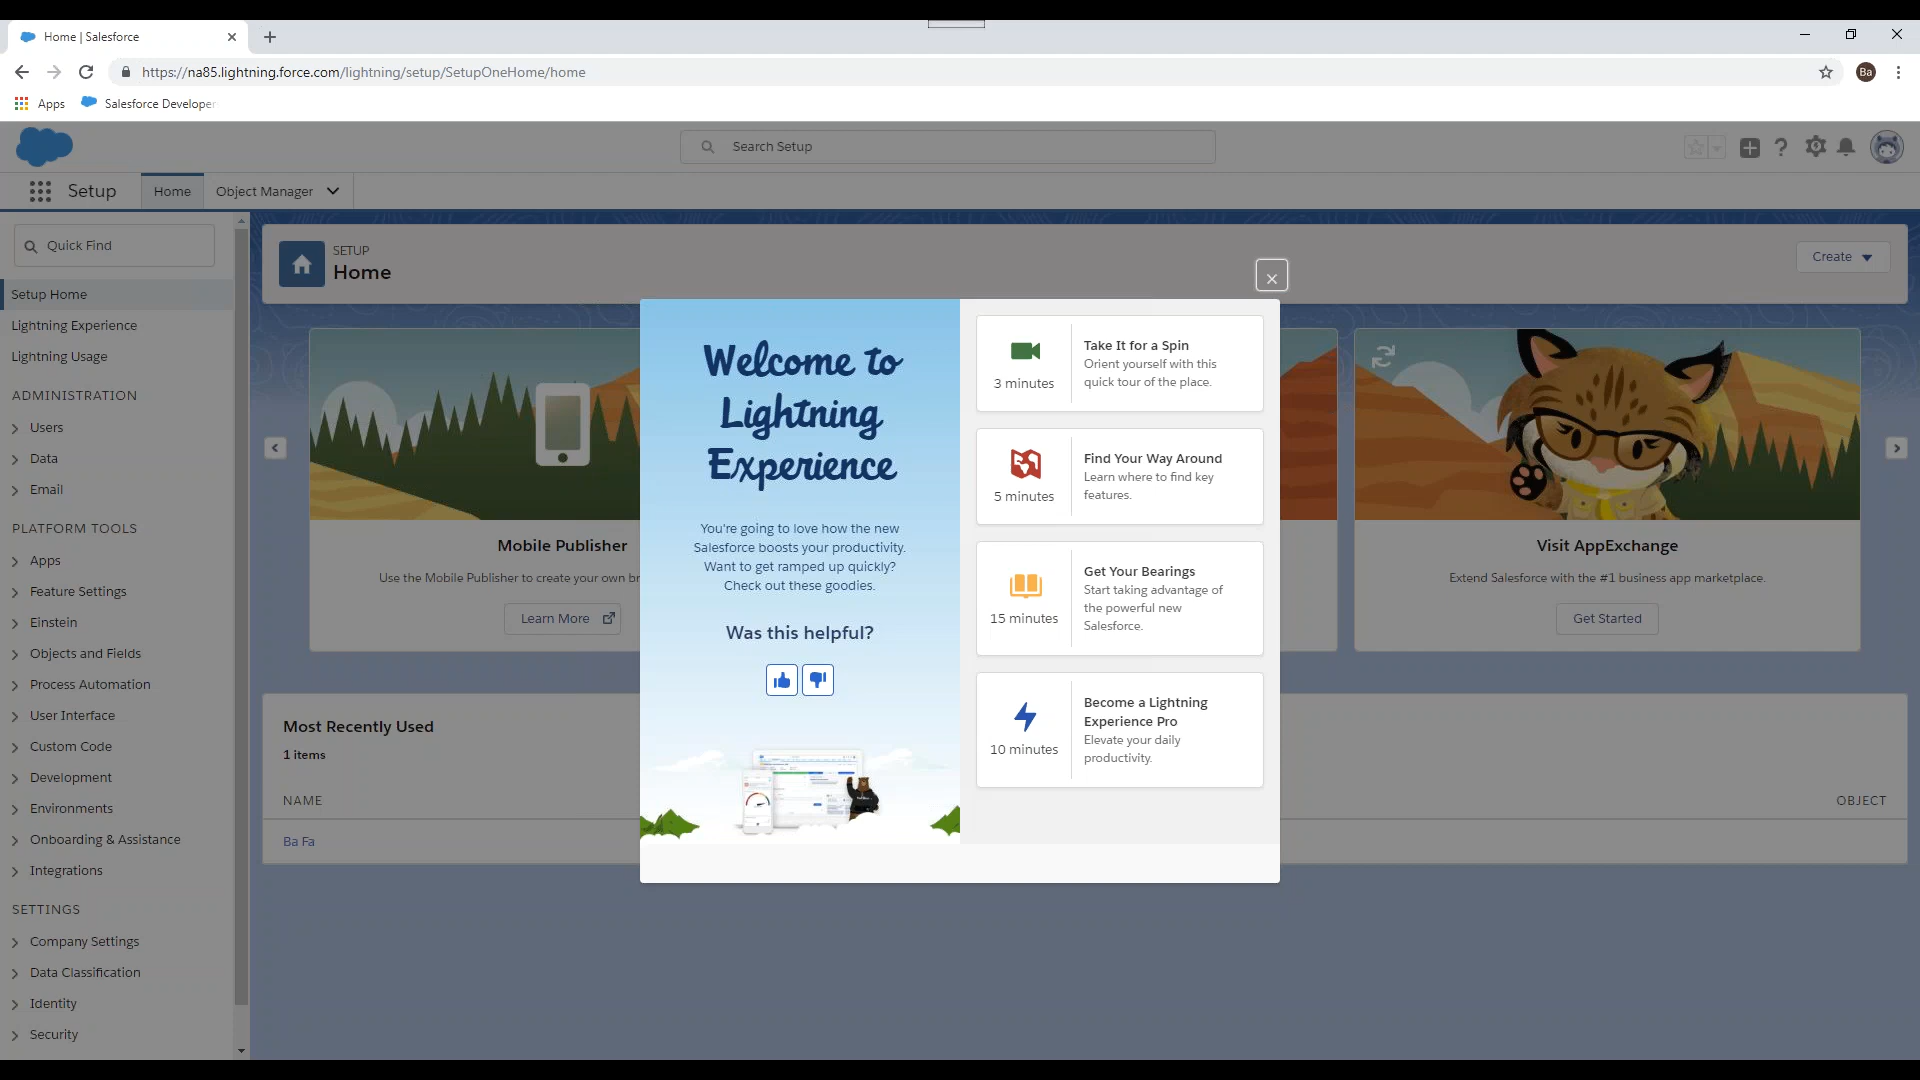 Home | Salesforce
https://na85.lightning.force.com/lightning/setup/SetupOneHome/home
Ba
Apps
Salesforce Developer
Search Setup
Setup
Home
Object Manager
Quick Find
Setup Home
Lightning Experience
Lightning Usage
ADMINISTRATION
Users
Data
Email
PLATFORM TOOLS
Apps
Feature Settings
Einstein
Objects and Fields
Process Automation
User Interface
Custom Code
Development
Environments
Onboarding & Assistance
Integrations
SETTINGS
Company Settings
Data Classification
Identity
Security
SETUP
Home
Create
Mobile Publisher
Use the Mobile Publisher to create your own br
Learn More
Welcome to
Lightning
Experience
You're going to love how the new
Salesforce boosts your productivity.
Want to get ramped up quickly?
Check out these goodies.
Was this helpful?
3 minutes
Take It for a Spin
Orient yourself with this
quick tour of the place.
5 minutes
Find Your Way Around
Learn where to find key
features.
15 minutes
Get Your Bearings
Start taking advantage of
the powerful new
Salesforce.
10 minutes
Become a Lightning
Experience Pro
Elevate your daily
productivity.
Visit AppExchange
Extend Salesforce with the #1 business app marketplace.
Get Started
Most Recently Used
1 items
NAME
OBJECT
Ba Fa